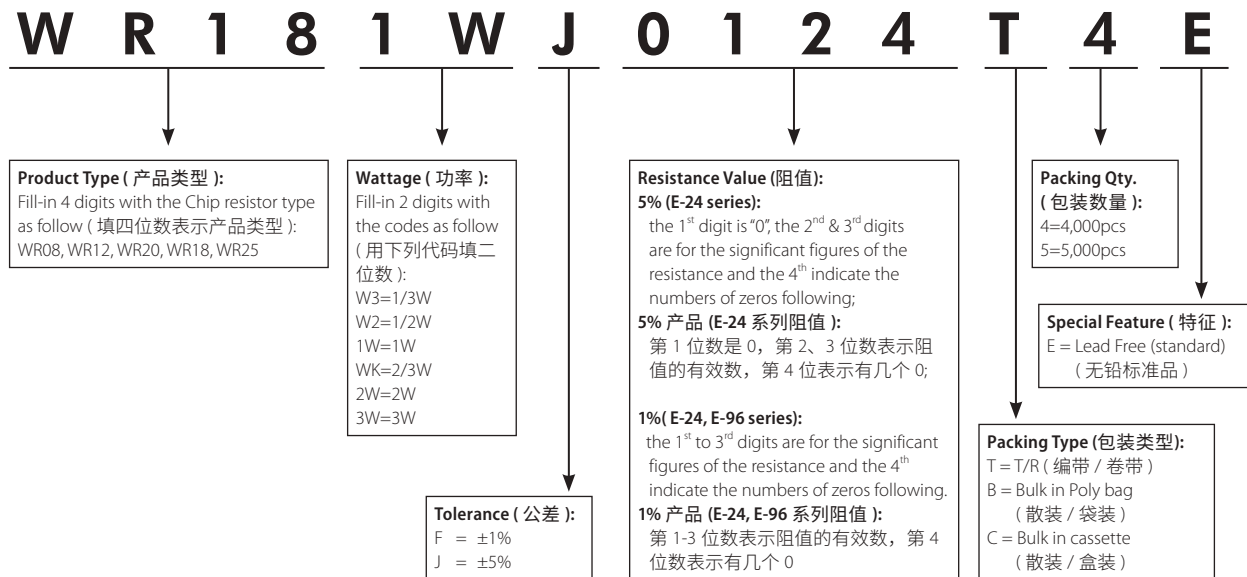 WR181WJ0124T4E
Product Type ( 产品类型 ):
Fill-in 4 digits with the Chip resistor type
as follow ( 填四位数表示产品类型 ):
WR08, WR12, WR20, WR18, WR25
Wattage ( 功率 ):
Fill-in 2 digits with
the codes as follow
( 用下列代码填二
位数 ):
W3=1/3W
W2=1/2W
1W=1W
WK=2/3W
2W=2W
3W=3W
Tolerance ( 公差 ):
F = ±1%
J = ±5%
Resistance Value (阻值):
5% (E-24 series):
the 1st digit is “0”, the 2nd & 3rd digits
are for the significant figures of the
resistance and the 4th indicate the
numbers of zeros following;
5% 产品 (E-24 系列阻值 ):
第 1 位数是 0，第 2、3 位数表示阻
值的有效数，第 4 位表示有几个 0;
1%( E-24, E-96 series):
the 1st to 3rd digits are for the significant
figures of the resistance and the 4th
indicate the numbers of zeros following.
1% 产品 (E-24, E-96 系列阻值 ):
第 1-3 位数表示阻值的有效数，第 4
位数表示有几个 0
Packing Qty.
( 包装数量 ):
4=4,000pcs
5=5,000pcs
Special Feature ( 特征 ):
E = Lead Free (standard)
( 无铅标准品 )
Packing Type (包装类型):
T = T/R ( 编带 / 卷带 )
B = Bulk in Poly bag
( 散装 / 袋装 )
C = Bulk in cassette
( 散装 / 盒装 )